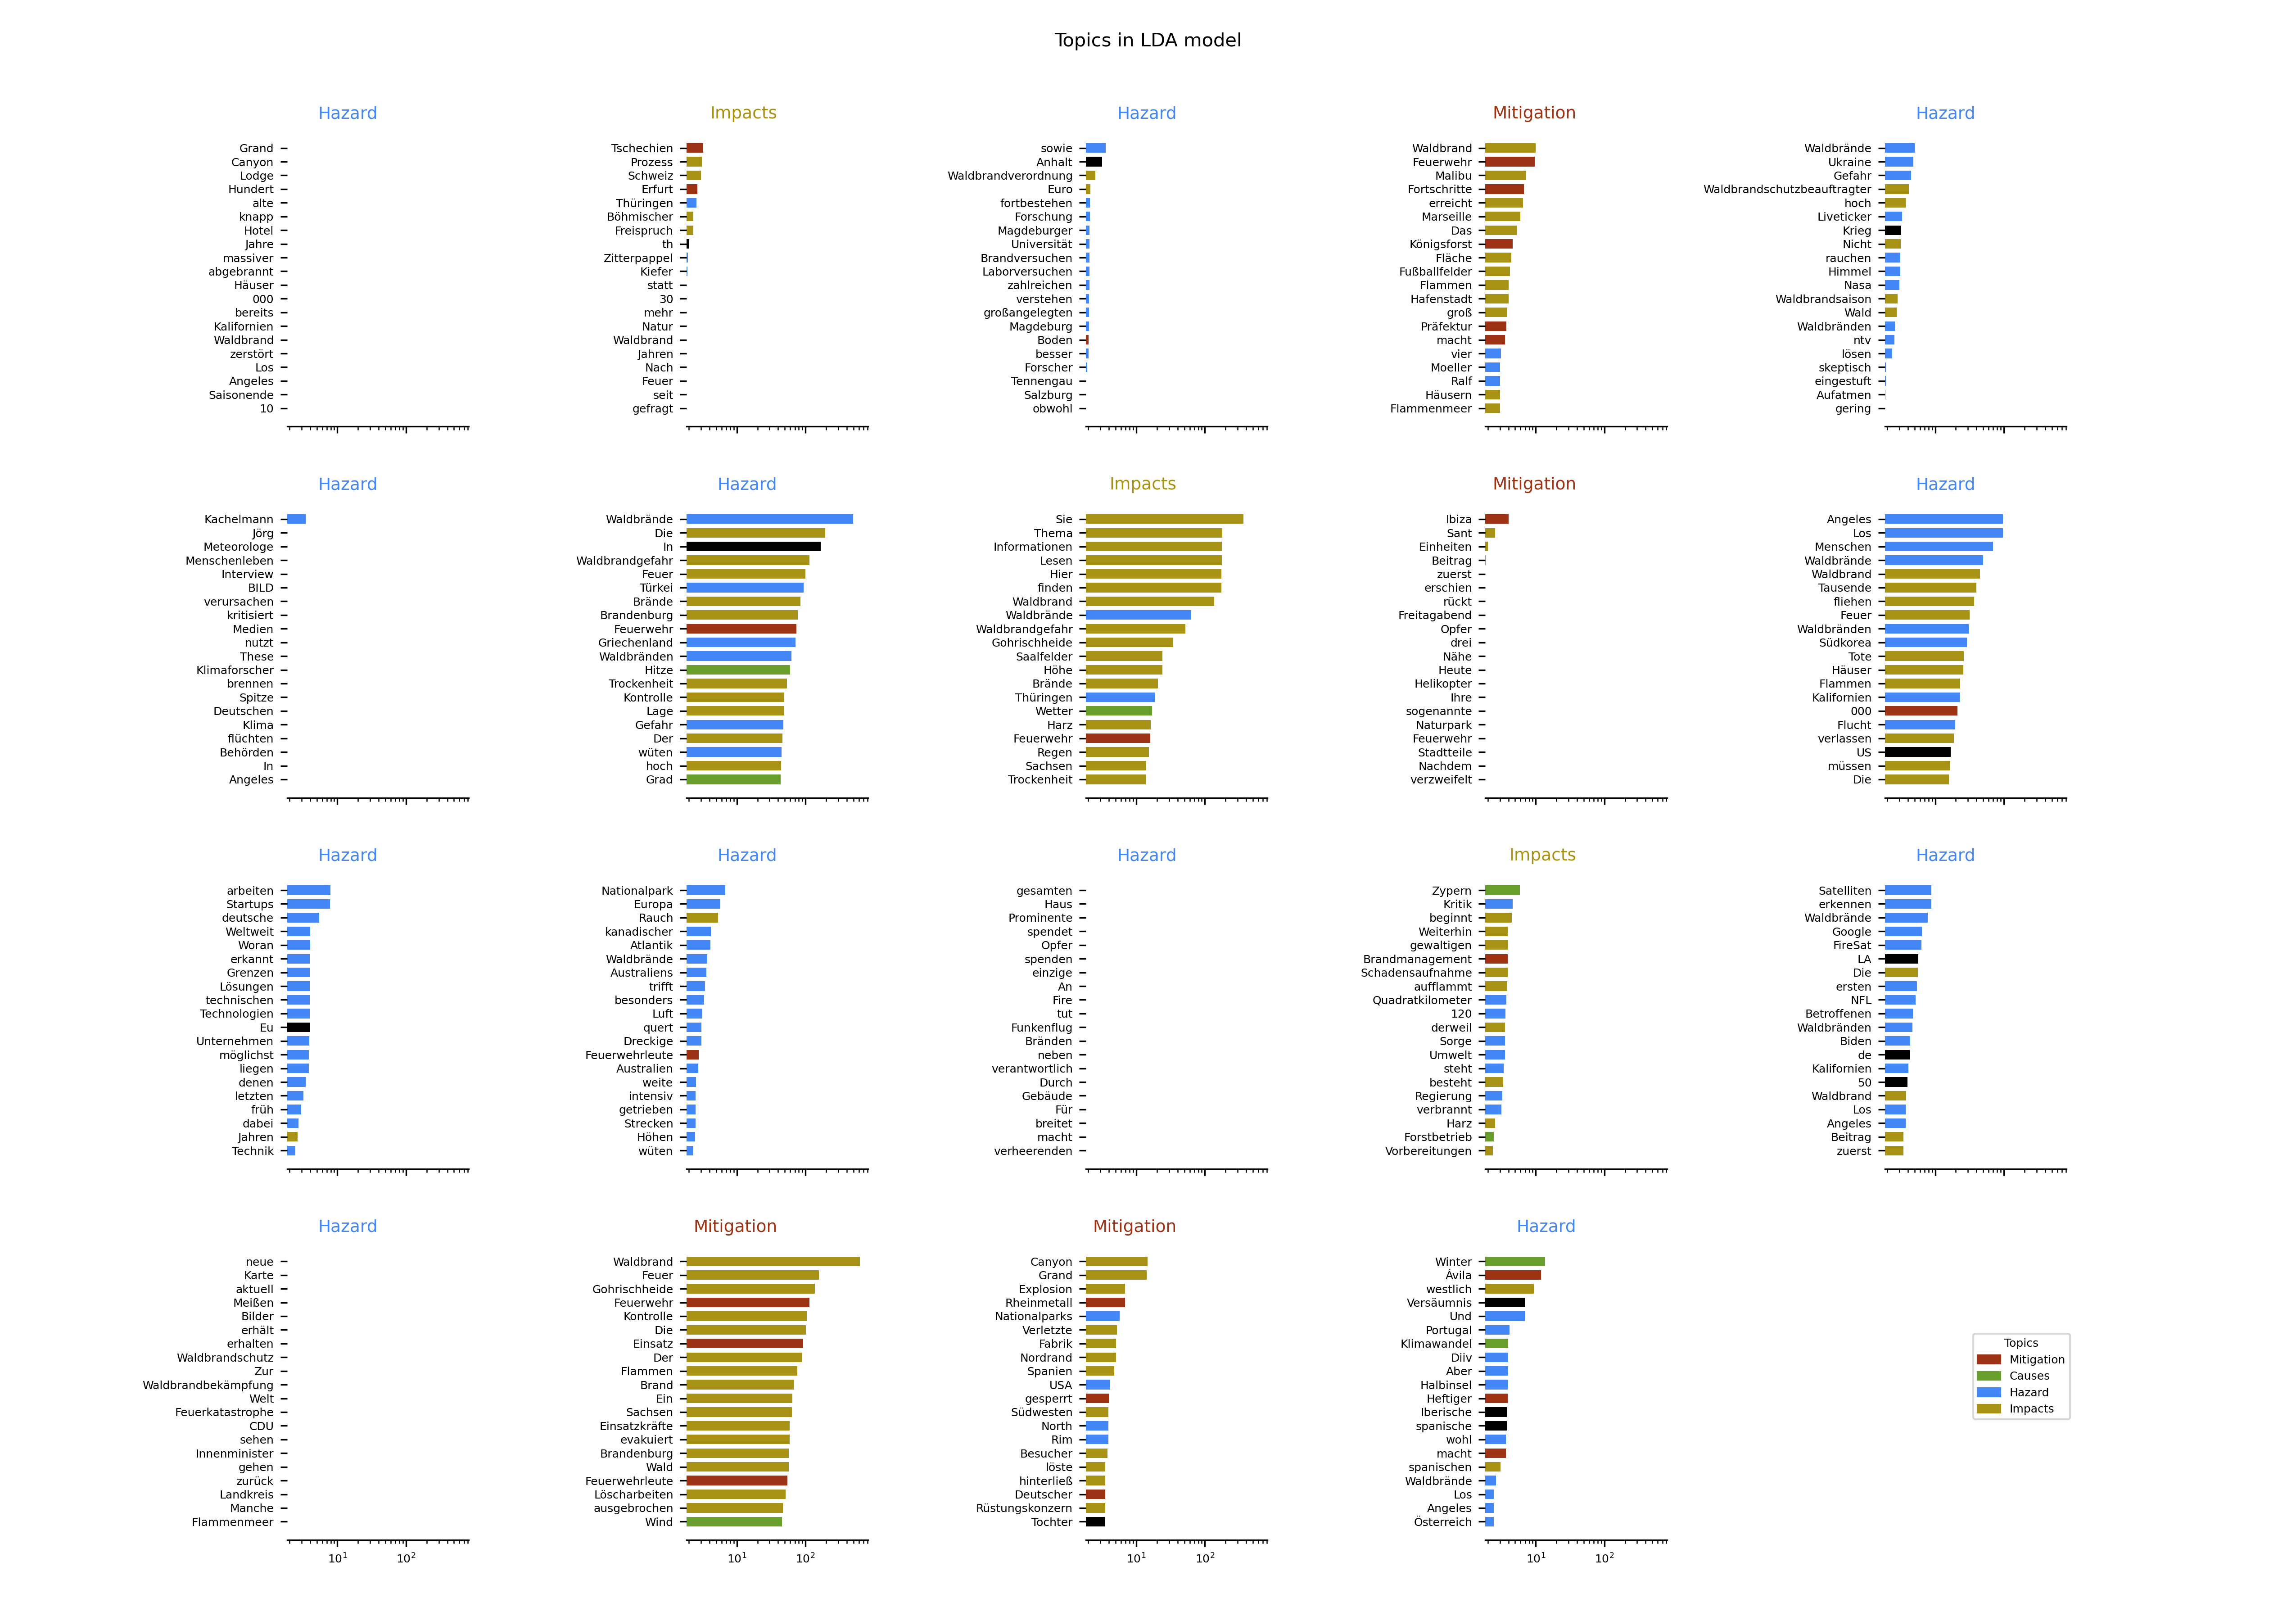 Topics in LDA model
Hazard
Grand
Canyon
Lodge
Hundert
alte
knapp
Hotel
Jahre
massiver
abgebrannt
Häuser
000
bereits
Kalifornien
Waldbrand
zerstört
Los
Angeles
Saisonende
10
Impacts
Tschechien
Prozess
Schweiz
Erfurt
Thüringen
Böhmischer
Freispruch
th
Zitterpappel
Kiefer
statt
30
mehr
Natur
Waldbrand
Jahren
Nach
Feuer
seit
gefragt
Hazard
sowie
Anhalt
Waldbrandverordnung
Euro
fortbestehen
Forschung
Magdeburger
Universität
Brandversuchen
Laborversuchen
zahlreichen
verstehen
großangelegten
Magdeburg
Boden
besser
Forscher
Tennengau
Salzburg
obwohl
Mitigation
Waldbrand
Feuerwehr
Malibu
Fortschritte
erreicht
Marseille
Das
Königsforst
Fläche
Fußballfelder
Flammen
Hafenstadt
groß
Präfektur
macht
vier
Moeller
Ralf
Häusern
Flammenmeer
Hazard
Waldbrände
Ukraine
Gefahr
Waldbrandschutzbeauftragter
hoch
Liveticker
Krieg
Nicht
rauchen
Himmel
Nasa
Waldbrandsaison
Wald
Waldbränden
ntv
lösen
skeptisch
eingestuft
Aufatmen
gering
Hazard
Kachelmann
Jörg
Meteorologe
Menschenleben
Interview
BILD
verursachen
kritisiert
Medien
nutzt
These
Klimaforscher
brennen
Spitze
Deutschen
Klima
flüchten
Behörden
In
Angeles
Hazard
Waldbrände
Die
In
Waldbrandgefahr
Feuer
Türkei
Brände
Brandenburg
Feuerwehr
Griechenland
Waldbränden
Hitze
Trockenheit
Kontrolle
Lage
Gefahr
Der
wüten
hoch
Grad
Impacts
Sie
Thema
Informationen
Lesen
Hier
finden
Waldbrand
Waldbrände
Waldbrandgefahr
Gohrischheide
Saalfelder
Höhe
Brände
Thüringen
Wetter
Harz
Feuerwehr
Regen
Sachsen
Trockenheit
Mitigation
Ibiza
Sant
Einheiten
Beitrag
zuerst
erschien
rückt
Freitagabend
Opfer
drei
Nähe
Heute
Helikopter
Ihre
sogenannte
Naturpark
Feuerwehr
Stadtteile
Nachdem
verzweifelt
Hazard
Angeles
Los
Menschen
Waldbrände
Waldbrand
Tausende
fliehen
Feuer
Waldbränden
Südkorea
Tote
Häuser
Flammen
Kalifornien
000
Flucht
verlassen
US
müssen
Die
Hazard
arbeiten
Startups
deutsche
Weltweit
Woran
erkannt
Grenzen
Lösungen
technischen
Technologien
Eu
Unternehmen
möglichst
liegen
denen
letzten
früh
dabei
Jahren
Technik
Hazard
Nationalpark
Europa
Rauch
kanadischer
Atlantik
Waldbrände
Australiens
trifft
besonders
Luft
quert
Dreckige
Feuerwehrleute
Australien
weite
intensiv
getrieben
Strecken
Höhen
wüten
Hazard
gesamten
Haus
Prominente
spendet
Opfer
spenden
einzige
An
Fire
tut
Funkenflug
Bränden
neben
verantwortlich
Durch
Gebäude
Für
breitet
macht
verheerenden
Impacts
Zypern
Kritik
beginnt
Weiterhin
gewaltigen
Brandmanagement
Schadensaufnahme
aufflammt
Quadratkilometer
120
derweil
Sorge
Umwelt
steht
besteht
Regierung
verbrannt
Harz
Forstbetrieb
Vorbereitungen
Hazard
Satelliten
erkennen
Waldbrände
Google
FireSat
LA
Die
ersten
NFL
Betroffenen
Waldbränden
Biden
de
Kalifornien
50
Waldbrand
Los
Angeles
Beitrag
zuerst
Hazard
neue
Karte
aktuell
Meißen
Bilder
erhält
erhalten
Waldbrandschutz
Zur
Waldbrandbekämpfung
Welt
Feuerkatastrophe
CDU
sehen
Innenminister
gehen
zurück
Landkreis
Manche
Flammenmeer
10^1 10^2
Mitigation
Waldbrand
Feuer
Gohrischheide
Feuerwehr
Kontrolle
Die
Einsatz
Der
Flammen
Brand
Ein
Sachsen
Einsatzkräfte
evakuiert
Brandenburg
Wald
Feuerwehrleute
Löscharbeiten
ausgebrochen
Wind
10^1 10^2
Mitigation
Canyon
Grand
Explosion
Rheinmetall
Nationalparks
Verletzte
Fabrik
Nordrand
Spanien
USA
gesperrt
Südwesten
North
Rim
Besucher
löste
hinterließ
Deutscher
Rüstungskonzern
Tochter
10^1 10^2
Hazard
Winter
Ávila
westlich
Versäumnis
Und
Portugal
Klimawandel
Diiv
Aber
Halbinsel
Heftiger
Iberische
spanische
wohl
macht
spanischen
Waldbrände
Los
Angeles
Österreich
10^1 10^2
Topics
Mitigation
Causes
Hazard
Impacts